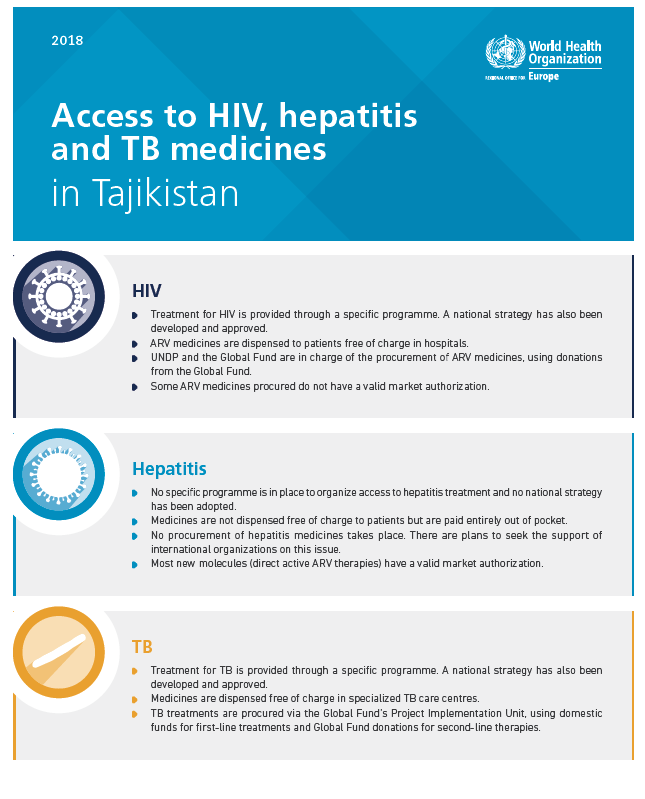 2018
World Health
Organization
REGIONAL OFFICE FOR Europe
Access to HIV, hepatitis
and TB medicines
in Tajikistan
HIV
Treatment for HIV is provided through a specific programme. A national strategy has also been
developed and approved.
ARV medicines are dispensed to patients free of charge in hospitals.
UNDP and the Global Fund are in charge of the procurement of ARV medicines, using donations
from the Global Fund.
Some ARV medicines procured do not have a valid market authorization.
Hepatitis
No specific programme is in place to organize access to hepatitis treatment and no national strategy
has been adopted.
Medicines are not dispensed free of charge to patients but are paid entirely out of pocket.
No procurement of hepatitis medicines takes place. There are plans to seek the support of
international organizations on this issue.
Most new molecules (direct active ARV therapies) have a valid market authorization.
TB
Treatment for TB is provided through a specific programme. A national strategy has also been
developed and approved.
Medicines are dispensed free of charge in specialized TB care centres.
TB treatments are procured via the Global Fund's Project Implementation Unit, using domestic
funds for first-line treatments and Global Fund donations for second-line therapies.